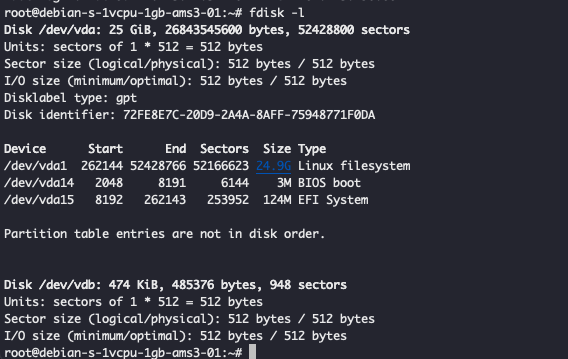 root@debian-s-1vcpu-1gb-ams3-01:~# fdisk -l
Disk /dev/vda: 25 GiB, 26843545600 bytes, 52428800 sectors
Units: sectors of 1 * 512 = 512 bytes
Sector size (logical/physical): 512 bytes / 512 bytes
I/O size (minimum/optimal): 512 bytes / 512 bytes
Disklabel type: gpt
Disk identifier: 72FE8E7C-20D9-2A4A-8AFF-75948771F0DA
Device Start End Sectors Size Type
/dev/vda1 262144 52428766 52166623 24.9G Linux filesystem
/dev/vda14 2048 8191 6144 3M BIOS boot
/dev/vda15 8192 262143 253952 124M EFI System
Partition table entries are not in disk order.
Disk /dev/vdb: 474 KiB, 485376 bytes, 948 sectors
Units: sectors of 1 * 512 = 512 bytes
Sector size (logical/physical): 512 bytes / 512 bytes
I/O size (minimum/optimal): 512 bytes / 512 bytes
root@debian-s-1vcpu-1gb-ams3-01:~#